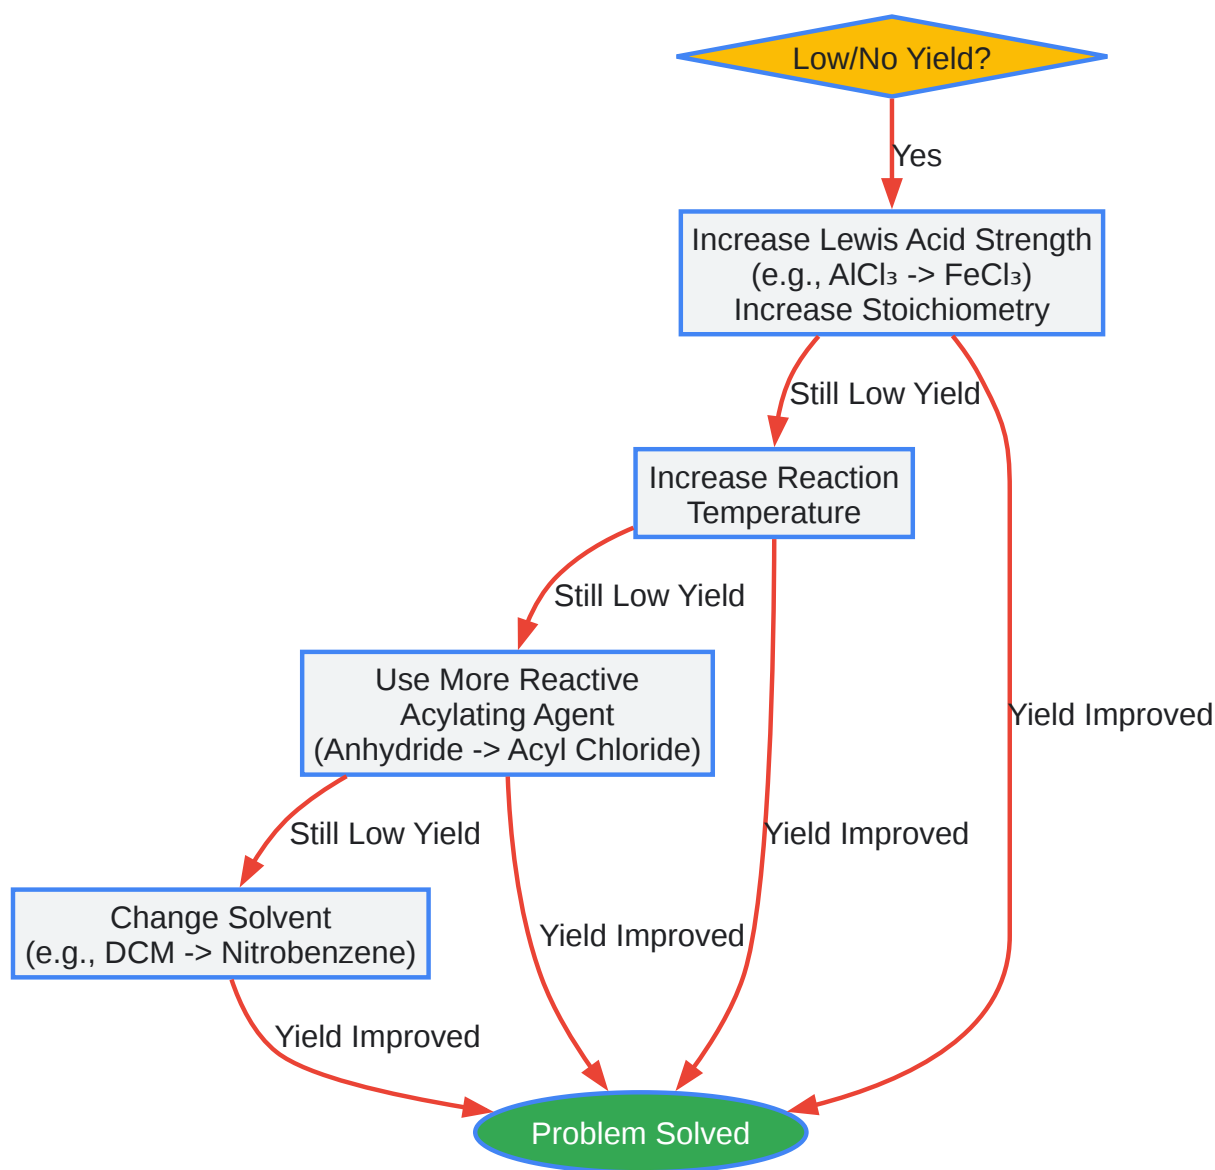 Low/No Yield?
Yes
Increase Lewis Acid Strength
(e.g., AlCl₃ -> FeCl₃)
Increase Stoichiometry
Still Low Yield
Increase Reaction
Temperature
Still Low Yield
Use More Reactive
Acylating Agent
(Anhydride -> Acyl Chloride)
Yield Improved
Still Low Yield
Yield Improved
Change Solvent
(e.g., DCM -> Nitrobenzene)
Yield Improved
Yield Improved
Problem Solved